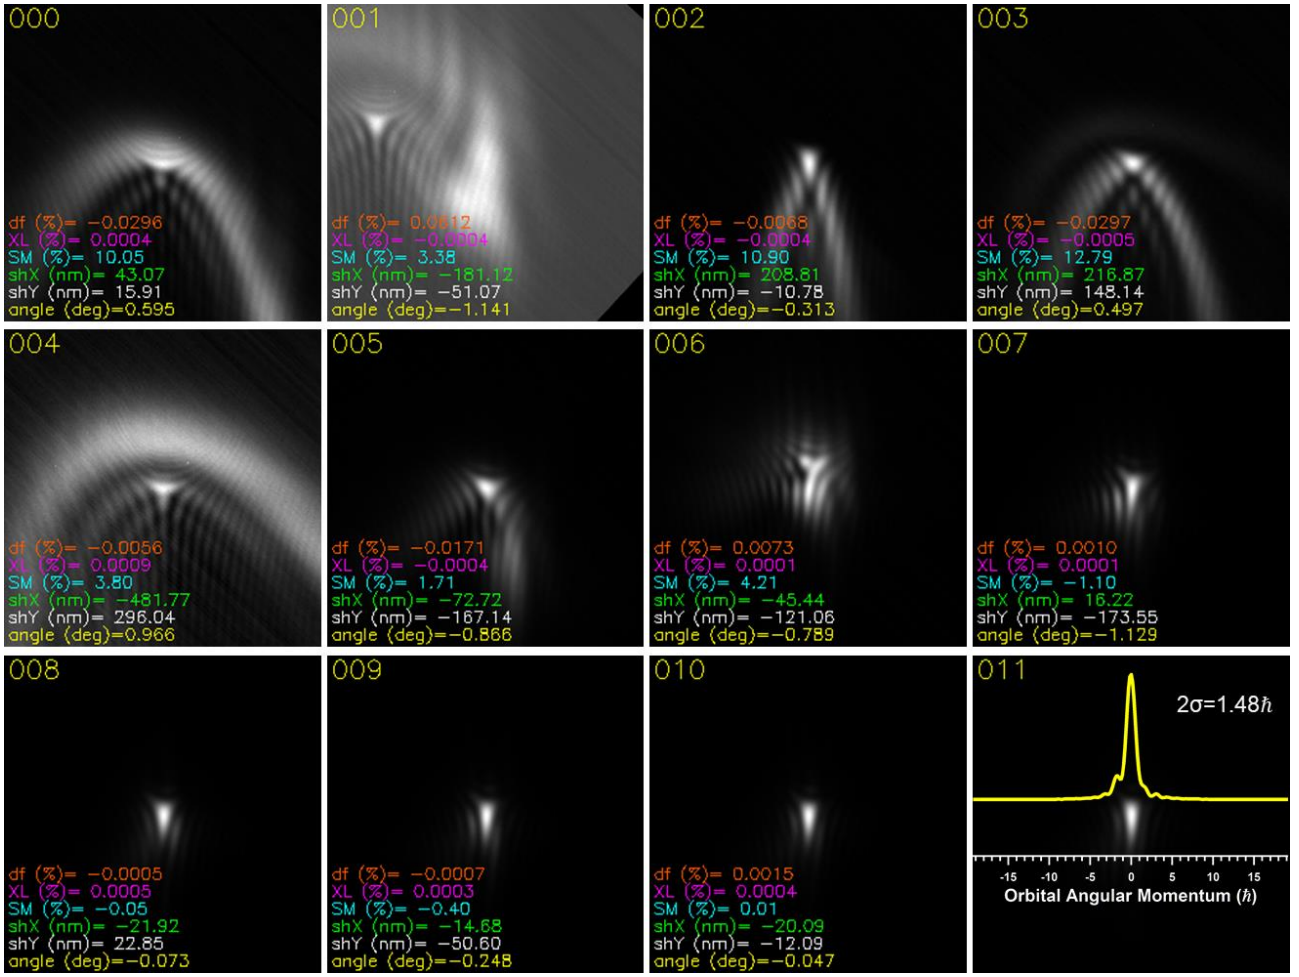 000
df (%)= -0.0296
XL (%)= 0.0004
SM (%)= 10.05
shX (nm)= 43.07
shY (nm)= 15.91
angle (deg)=0.595
001
df (%)= 0.0612
XL (%)= -0.0004
SM (%)= 3.38
shX (nm)= -181.12
shY (nm)= -51.07
angle (deg)=-1.141
002
df (%)= -0.0068
XL (%)= -0.0004
SM (%)= 10.90
shX (nm)= 208.81
shY (nm)= -10.78
angle (deg)=-0.313
003
df (%)= -0.0297
XL (%)= -0.0005
SM (%)= 12.79
shX (nm)= 216.87
shY (nm)= 148.14
angle (deg)=0.497
004
df (%)= -0.0056
XL (%)= 0.0009
SM (%)= 3.80
shX (nm)= -481.77
shY (nm)= 296.04
angle (deg)=0.966
005
df (%)= -0.0171
XL (%)= -0.0004
SM (%)= 1.71
shX (nm)= -72.72
shY (nm)= -167.14
angle (deg)=-0.866
006
df (%)= 0.0073
XL (%)= 0.0001
SM (%)= 4.21
shX (nm)= -45.44
shY (nm)= -121.06
angle (deg)=-0.789
007
df (%)= 0.0010
XL (%)= 0.0001
SM (%)= -1.10
shX (nm)= 16.22
shY (nm)= -173.55
angle (deg)=-1.129
008
df (%)= -0.0005
XL (%)= 0.0005
SM (%)= -0.05
shX (nm)= -21.92
shY (nm)= 22.85
angle (deg)=-0.073
009
df (%)= -0.0007
XL (%)= 0.0003
SM (%)= -0.40
shX (nm)= -14.68
shY (nm)= -50.60
angle (deg)=-0.248
010
df (%)= 0.0015
XL (%)= 0.0004
SM (%)= 0.01
shX (nm)= -20.09
shY (nm)= -12.09
angle (deg)=-0.047
011
2σ=1.48ℏ
-15 -10 -5 0 5 10 15
Orbital Angular Momentum (ℏ)